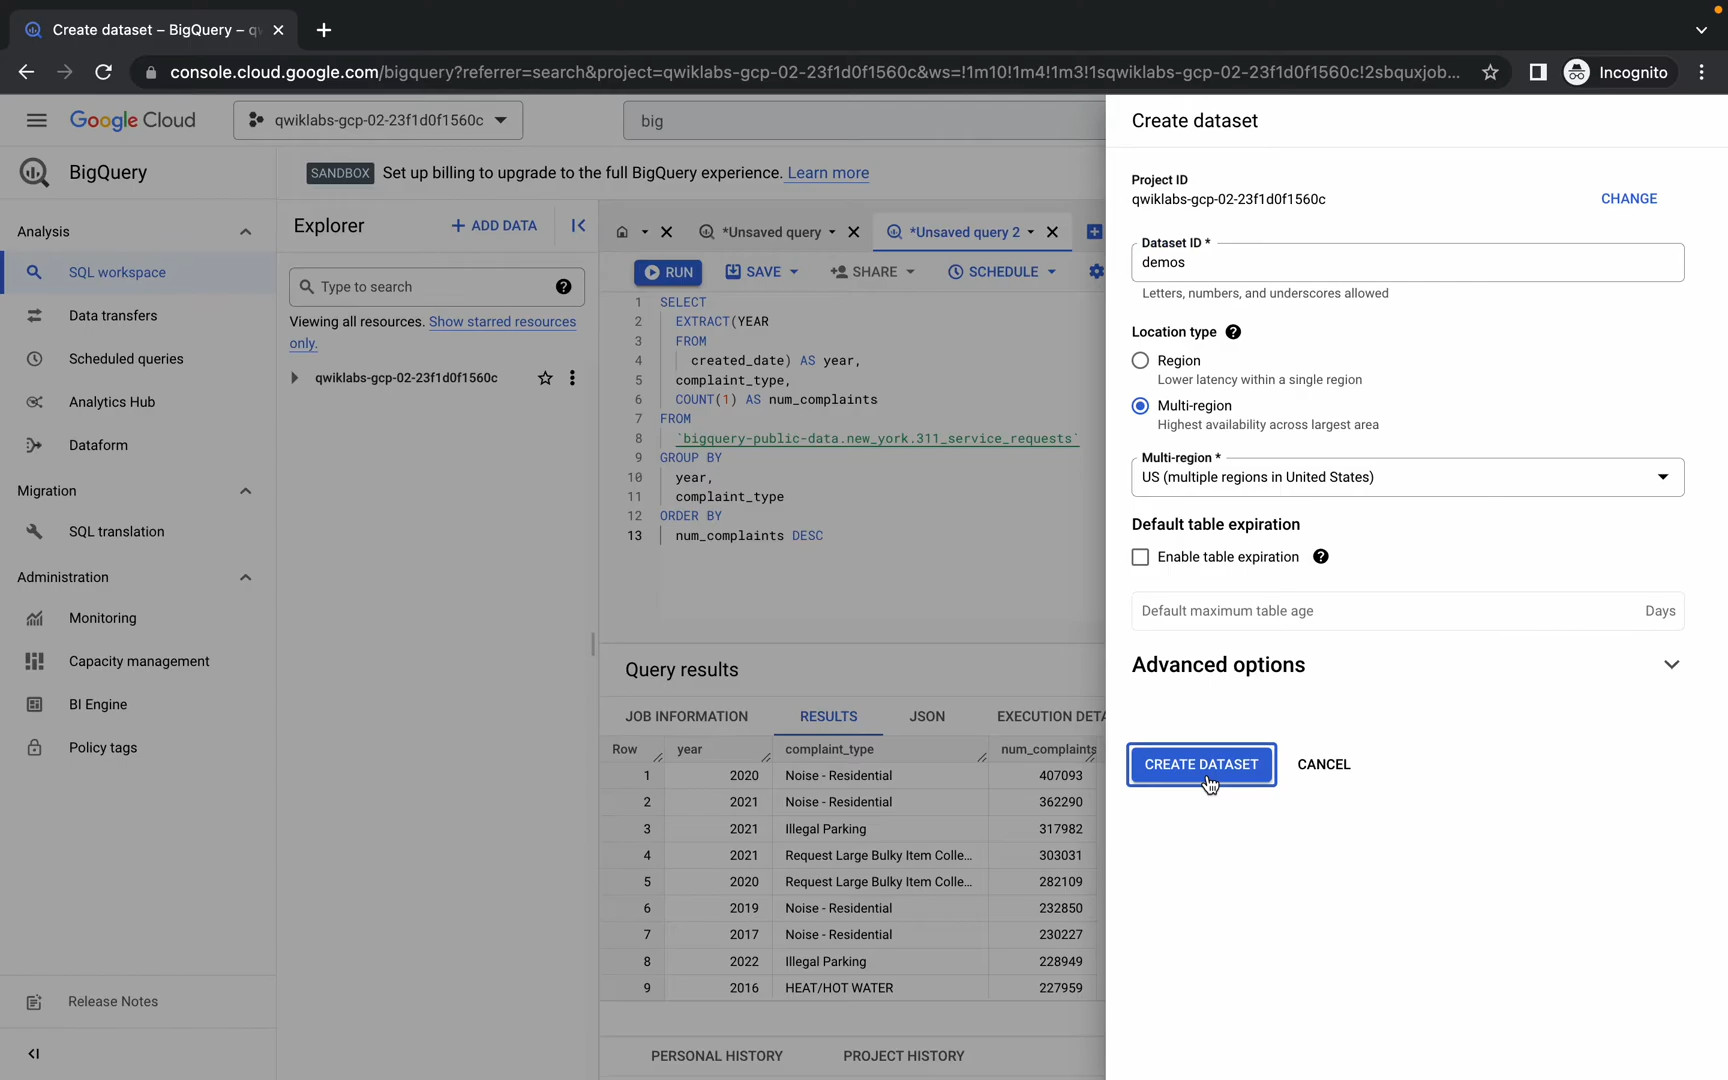 Create dataset – BigQuery – q
console.cloud.google.com/bigquery?referrer=search&project=qwiklabs-gcp-02-23f1d0f1560c&ws=!1m10!1m4!1m3!1sqwiklabs-gcp-02-23f1d0f1560c!2sbquxjob...
Incognito
Google Cloud
qwiklabs-gcp-02-23f1d0f1560c
big
BigQuery
Analysis
SQL workspace
Data transfers
Scheduled queries
Analytics Hub
Dataform
Migration
SQL translation
Administration
Monitoring
Capacity management
BI Engine
Policy tags
Release Notes
SANDBOX Set up billing to upgrade to the full BigQuery experience. Learn more
Explorer
+ ADD DATA
Type to search
Viewing all resources. Show starred resources
only.
qwiklabs-gcp-02-23f1d0f1560c
*Unsaved query
*Unsaved query 2
RUN
SAVE
SHARE
SCHEDULE
1 SELECT
2 EXTRACT(YEAR
3 FROM
4 created_date) AS year,
5 complaint_type,
6 COUNT(1) AS num_complaints
7 FROM
8 `bigquery-public-data.new_york.311_service_requests`
9 GROUP BY
10 year,
11 complaint_type
12 ORDER BY
13 num_complaints DESC
Query results
JOB INFORMATION RESULTS JSON EXECUTION DETA
Row year complaint_type num_complaints
1 2020 Noise - Residential 407093
2 2021 Noise - Residential 362290
3 2021 Illegal Parking 317982
4 2021 Request Large Bulky Item Colle... 303031
5 2020 Request Large Bulky Item Colle... 282109
6 2019 Noise - Residential 232850
7 2017 Noise - Residential 230227
8 2022 Illegal Parking 228949
9 2016 HEAT/HOT WATER 227959
PERSONAL HISTORY PROJECT HISTORY
Create dataset
Project ID
qwiklabs-gcp-02-23f1d0f1560c
CHANGE
Dataset ID *
demos
Letters, numbers, and underscores allowed
Location type
Region
Lower latency within a single region
Multi-region
Highest availability across largest area
Multi-region *
US (multiple regions in United States)
Default table expiration
Enable table expiration
Default maximum table age Days
Advanced options
CREATE DATASET
CANCEL